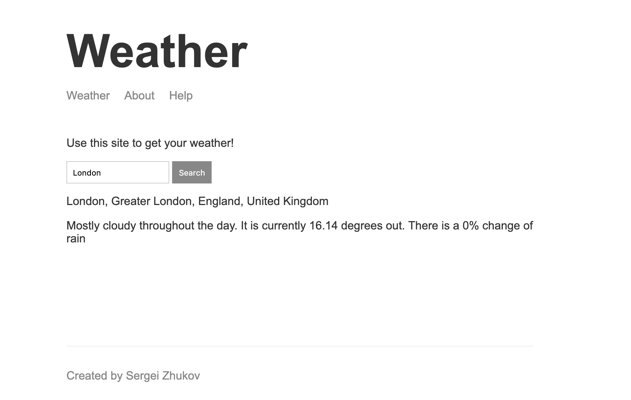 Weather
Weather About Help
Use this site to get your weather!
London Search
London, Greater London, England, United Kingdom
Mostly cloudy throughout the day. It is currently 16.14 degrees out. There is a 0% change of
rain
Created by Sergei Zhukov